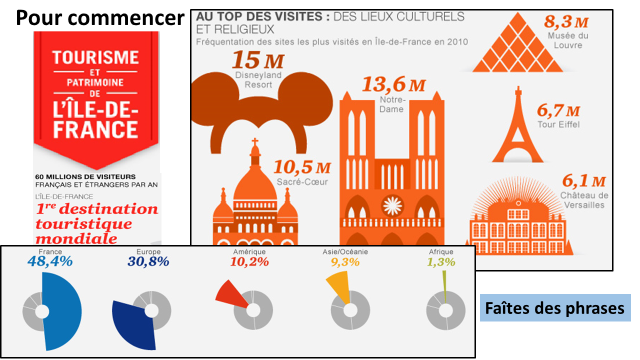 Pour commencer
TOURISME
ET
PATRIMOINE
DE
L'ÎLE-DE-
FRANCE
60 MILLIONS DE VISITEURS
FRANÇAIS ET ÉTRANGERS PAR AN
L'ÎLE-DE-FRANCE
1re destination
touristique
mondiale
AU TOP DES VISITES : DES LIEUX CULTURELS
ET RELIGIEUX
Fréquentation des sites les plus visités en Île-de-France en 2010
15 M
Disneyland
Resort
13,6 M
Notre-
Dame
8,3 M
Musée du
Louvre
10,5 M
Sacré-Cœur
6,7 M
Tour Eiffel
6,1 M
Château de
Versailles
France
48,4%
Europe
30,8%
Amérique
10,2%
Asie/Océanie
9,3%
Afrique
1,3%
Faîtes des phrases